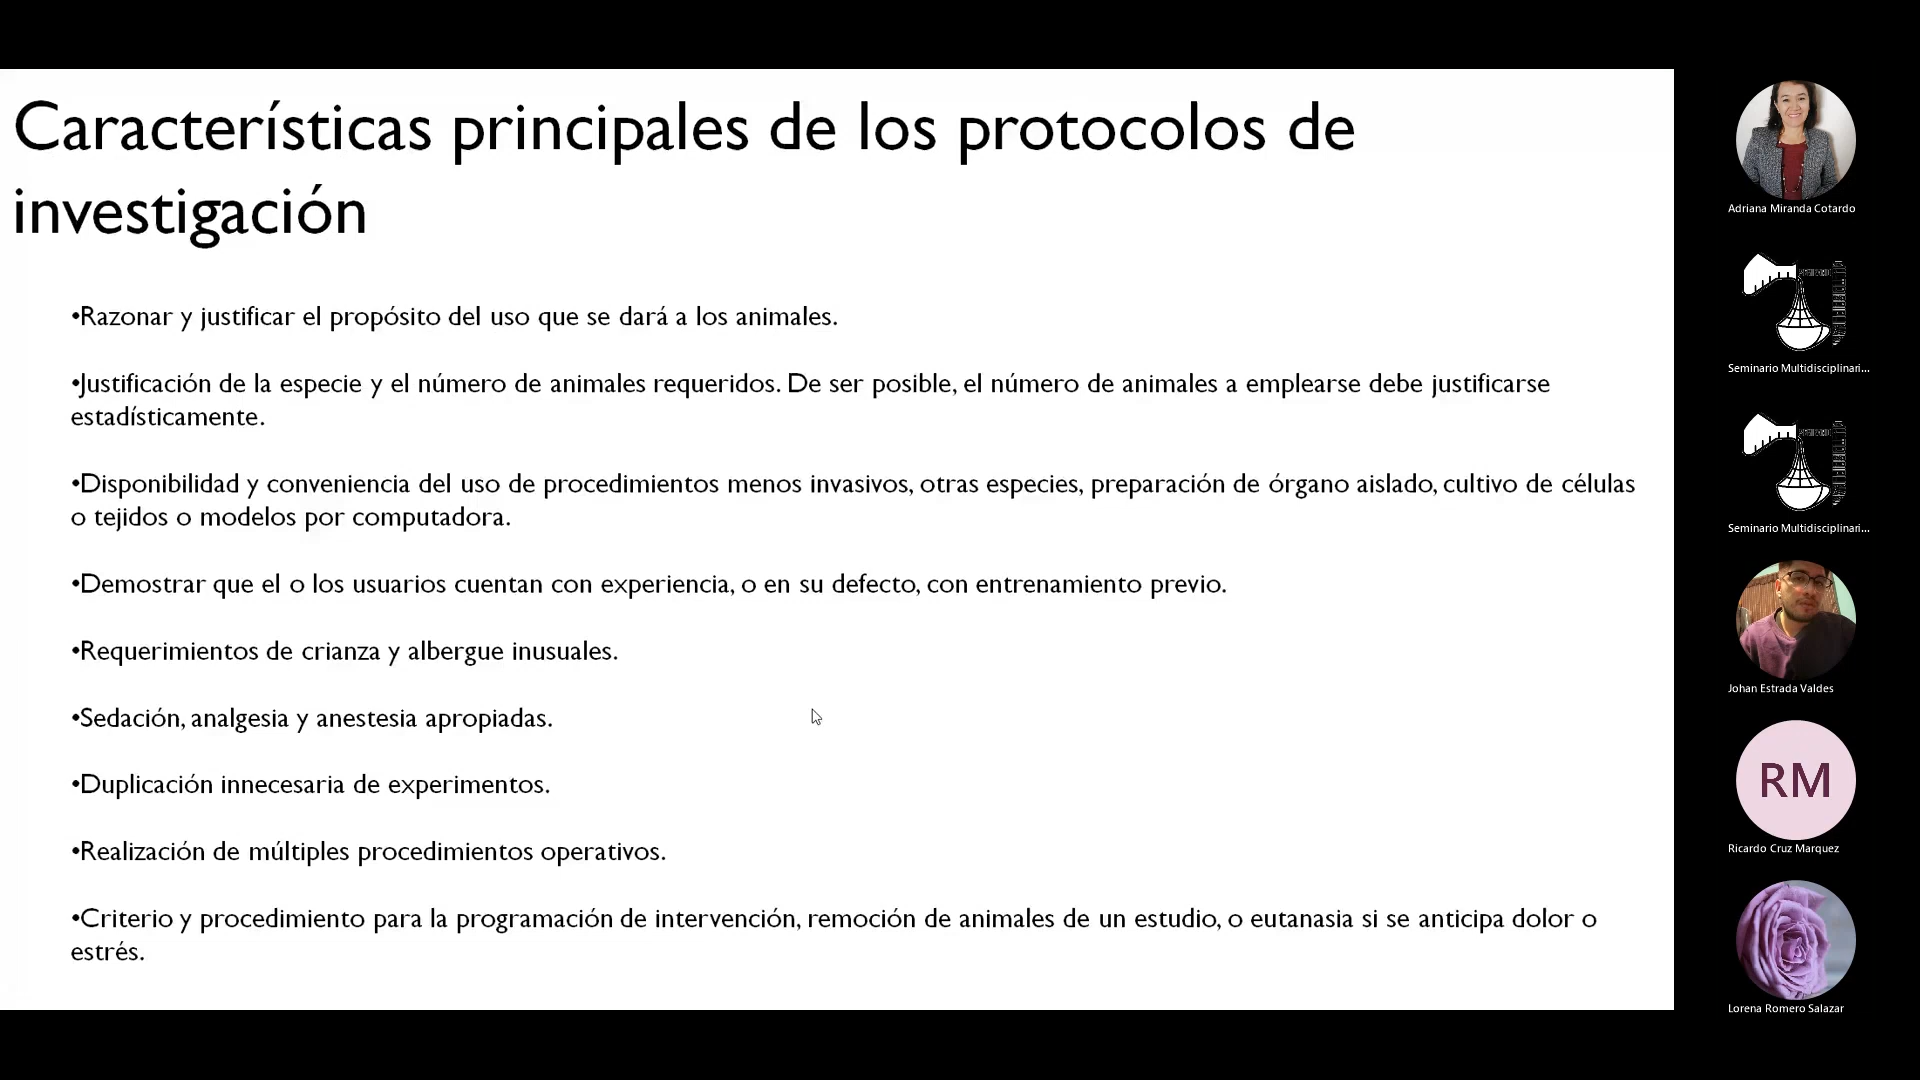 Características principales de los protocolos de
investigación
•Razonar y justificar el propósito del uso que se dará a los animales.
•Justificación de la especie y el número de animales requeridos. De ser posible, el número de animales a emplearse debe justificarse
estadísticamente.
•Disponibilidad y conveniencia del uso de procedimientos menos invasivos, otras especies, preparación de órgano aislado, cultivo de células
o tejidos o modelos por computadora.
•Demostrar que el o los usuarios cuentan con experiencia, o en su defecto, con entrenamiento previo.
•Requerimientos de crianza y albergue inusuales.
•Sedación, analgesia y anestesia apropiadas.
•Duplicación innecesaria de experimentos.
•Realización de múltiples procedimientos operativos.
•Criterio y procedimiento para la programación de intervención, remoción de animales de un estudio, o eutanasia si se anticipa dolor o
estrés.
Adriana Miranda Cotardo
Seminario Multidisciplinari...
Seminario Multidisciplinari...
Johan Estrada Valdes
RM
Ricardo Cruz Marquez
Lorena Romero Salazar